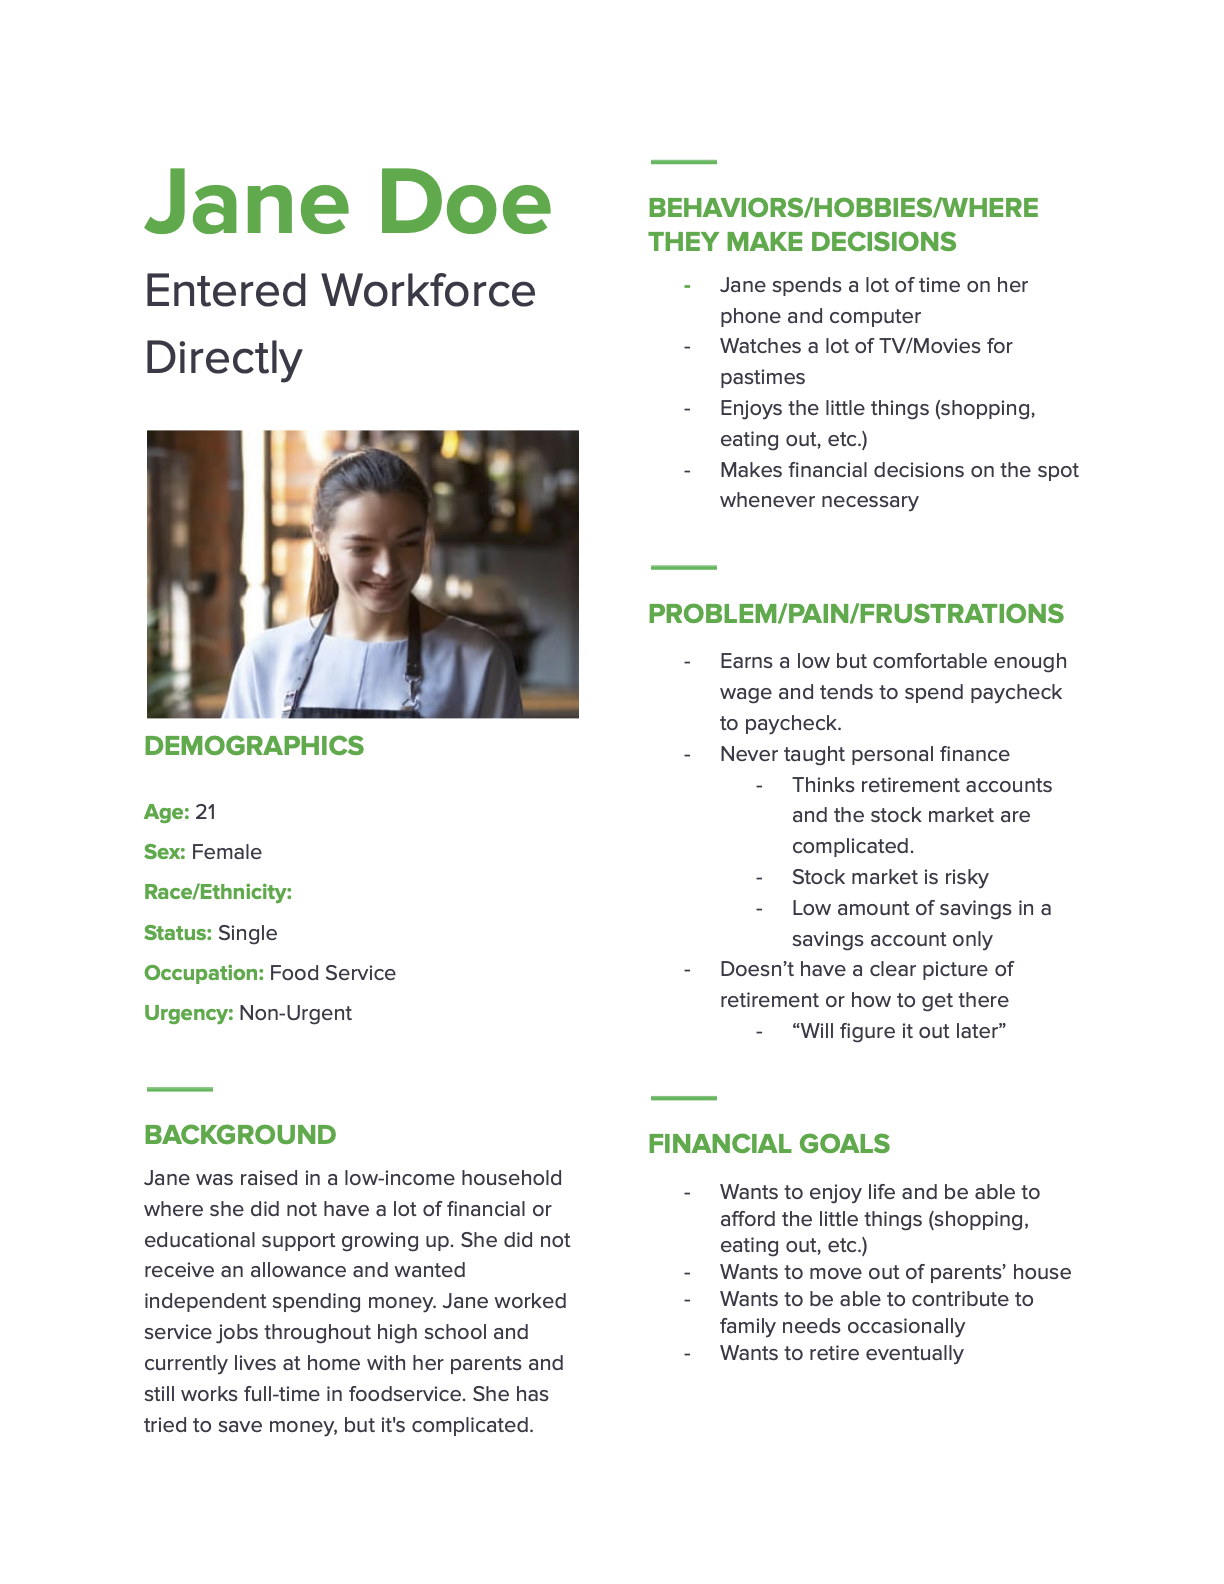 Jane Doe
Entered Workforce
Directly
DEMOGRAPHICS
Age: 21
Sex: Female
Race/Ethnicity:
Status: Single
Occupation: Food Service
Urgency: Non-Urgent
BACKGROUND
Jane was raised in a low-income household
where she did not have a lot of financial or
educational support growing up. She did not
receive an allowance and wanted
independent spending money. Jane worked
service jobs throughout high school and
currently lives at home with her parents and
still works full-time in foodservice. She has
tried to save money, but it's complicated.
BEHAVIORS/HOBBIES/WHERE
THEY MAKE DECISIONS
- Jane spends a lot of time on her
phone and computer
- Watches a lot of TV/Movies for
pastimes
- Enjoys the little things (shopping,
eating out, etc.)
- Makes financial decisions on the spot
whenever necessary
PROBLEM/PAIN/FRUSTRATIONS
- Earns a low but comfortable enough
wage and tends to spend paycheck
to paycheck.
- Never taught personal finance
- Thinks retirement accounts
and the stock market are
complicated.
- Stock market is risky
- Low amount of savings in a
savings account only
- Doesn’t have a clear picture of
retirement or how to get there
- “Will figure it out later”
FINANCIAL GOALS
- Wants to enjoy life and be able to
afford the little things (shopping,
eating out, etc.)
- Wants to move out of parents’ house
- Wants to be able to contribute to
family needs occasionally
- Wants to retire eventually